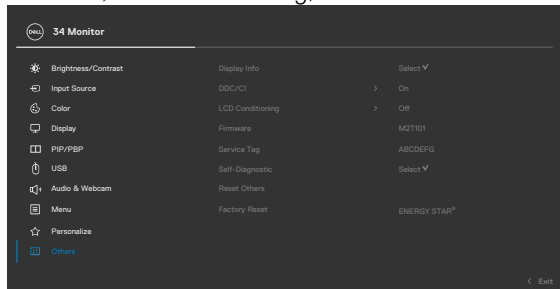 DELL 34 Monitor
Brightness/Contrast Display Info Select ✓
Input Source DDC/CI > On
Color LCD Conditioning > Off
Display Firmware M2T101
PIP/PBP Service Tag ABCDEFG
USB Self-Diagnostic Select ✓
Audio & Webcam Reset Others
Menu Factory Reset ENERGY STAR®
Personalize
Others
< Exit